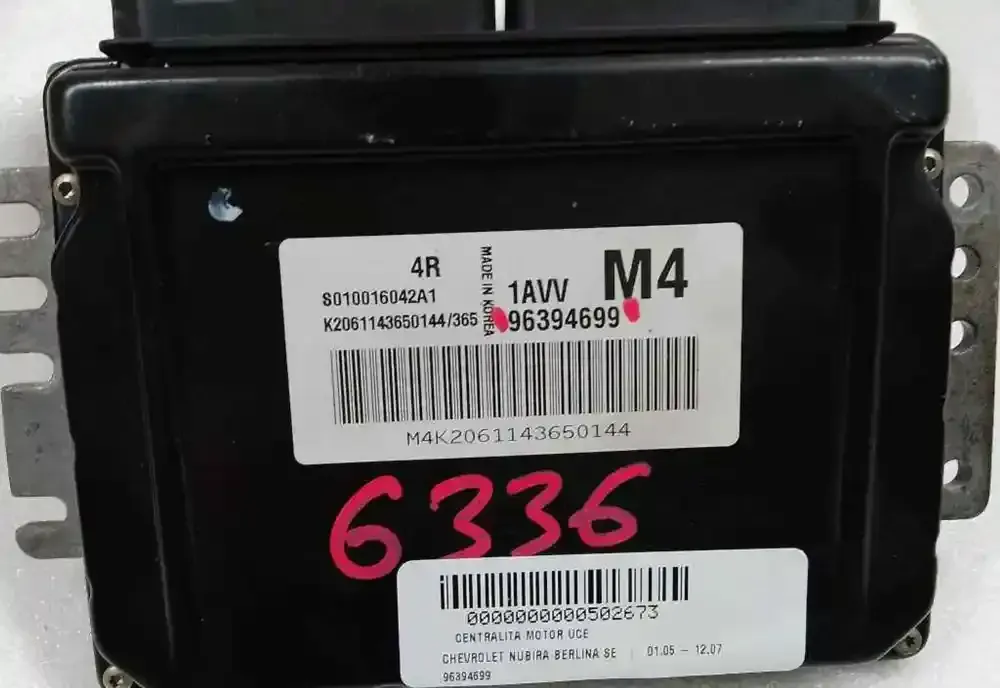 4R
S010016042A1
K2061143650144/365
MADE IN KOREA
1AVV M4
96394699
M4K2061143650144
6336
0000000000502673
CENTRALITA MOTOR UCE
CHEVROLET NUBIRA BERLINA SE | 01.05 – 12.07
96394699